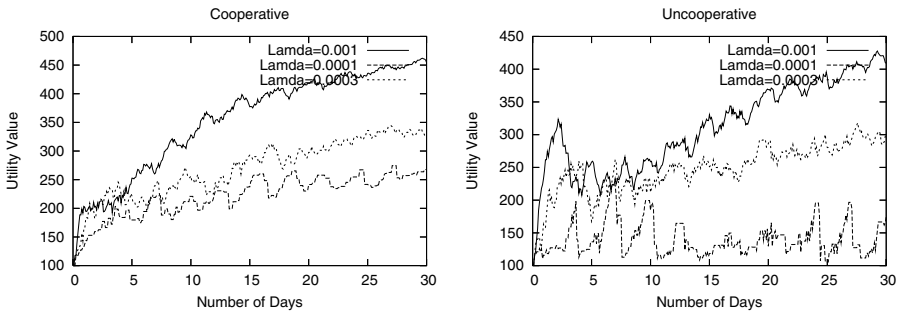 Cooperative
Utility Value
500
450
400
350
300
250
200
150
100
Lamda=0.001
Lamda=0.0001
Lamda=0.0003
0
5
10
15
20
25
30
Number of Days
Uncooperative
Utility Value
450
400
350
300
250
200
150
100
Lamda=0.001
Lamda=0.0001
Lamda=0.0003
0
5
10
15
20
25
30
Number of Days